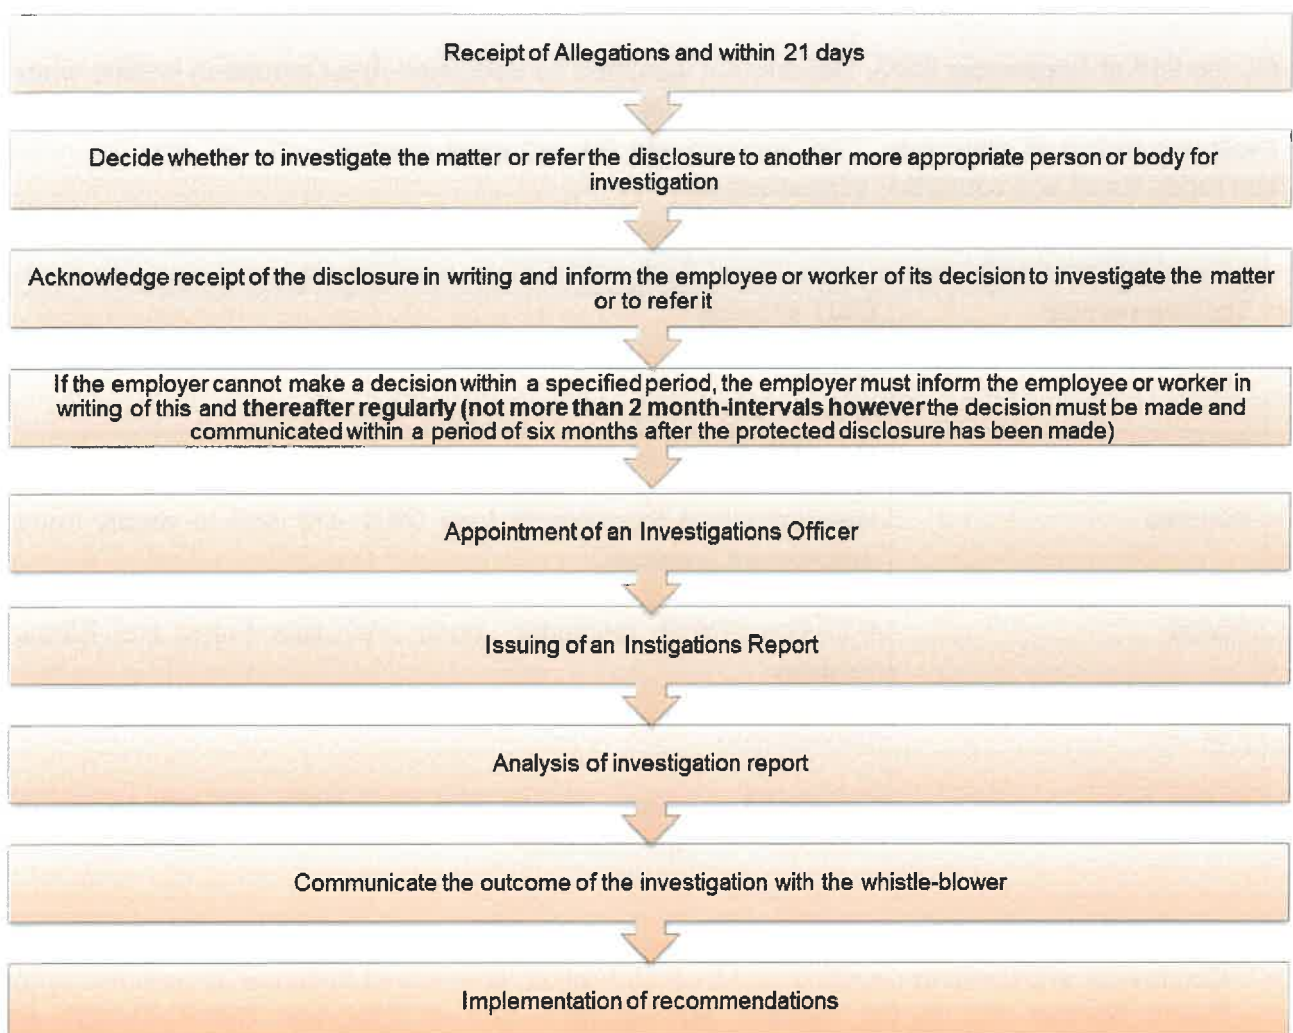 Receipt of Allegations and within 21 days
Decide whether to investigate the matter or refer the disclosure to another more appropriate person or body for
investigation
Acknowledge receipt of the disclosure in writing and inform the employee or worker of its decision to investigate the matter
or to refer it
If the employer cannot make a decision within a specified period, the employer must inform the employee or worker in
writing of this and thereafter regularly (not more than 2 month-intervals however the decision must be made and
communicated within a period of six months after the protected disclosure has been made)
Appointment of an Investigations Officer
Issuing of an Instigations Report
Analysis of investigation report
Communicate the outcome of the investigation with the whistle-blower
Implementation of recommendations